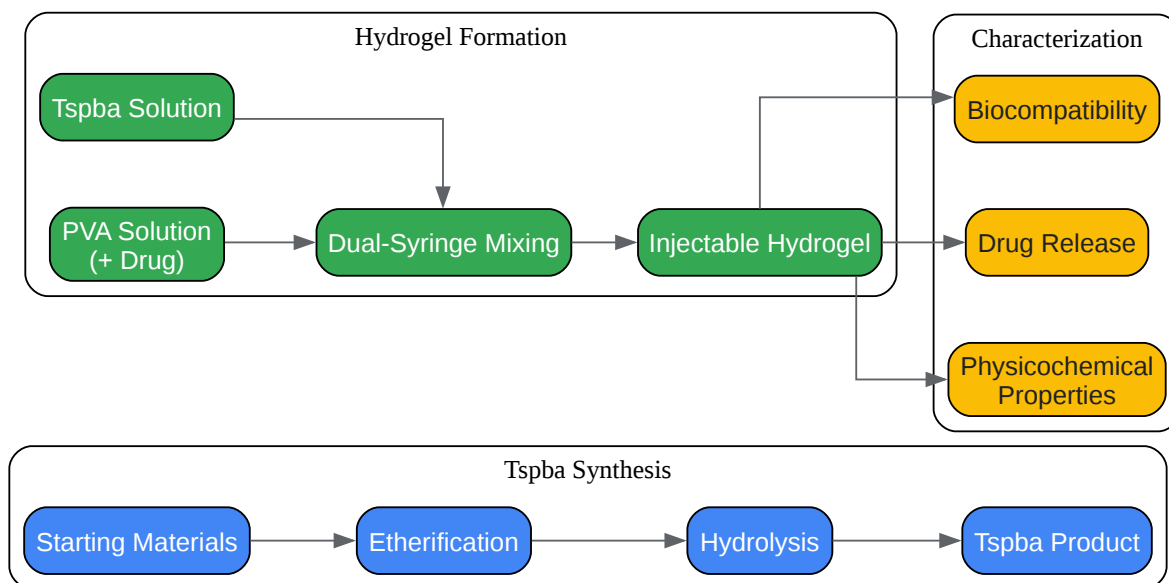 Hydrogel Formation
Tspba Solution
PVA Solution
(+ Drug)
Dual-Syringe Mixing
Injectable Hydrogel
Characterization
Biocompatibility
Drug Release
Physicochemical
Properties
Tspba Synthesis
Starting Materials
Etherification
Hydrolysis
Tspba Product